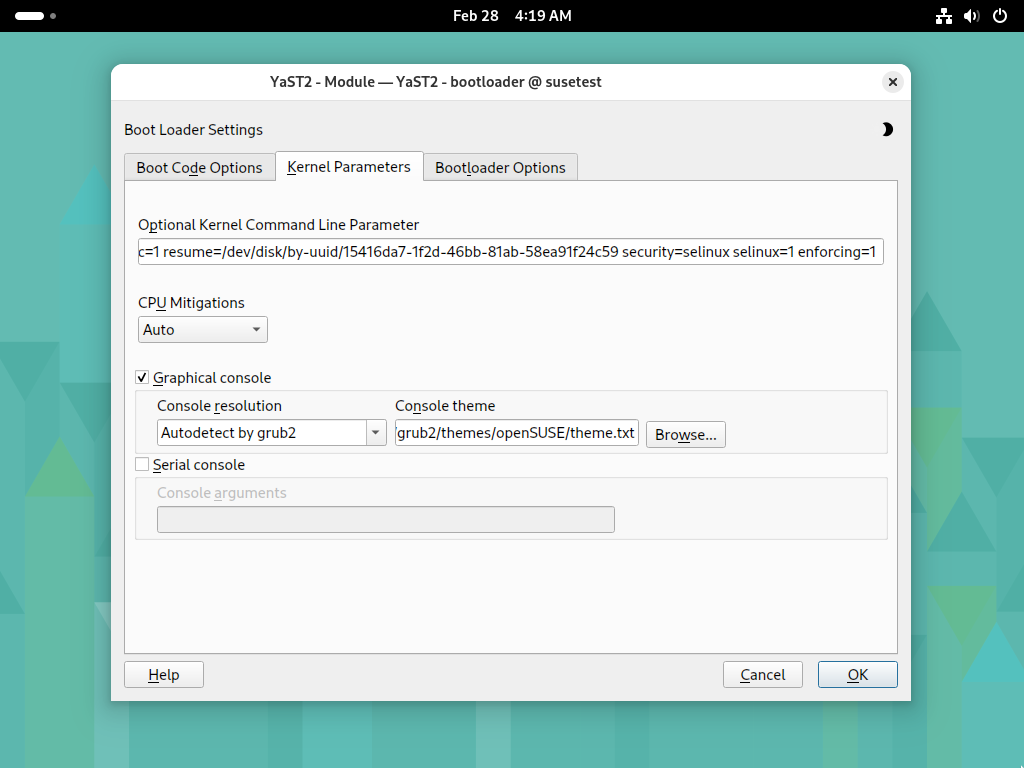 Feb 28 4:19 AM
YaST2 - Module — YaST2 - bootloader @ susetest
Boot Loader Settings
Boot Code Options Kernel Parameters Bootloader Options
Optional Kernel Command Line Parameter
c=1 resume=/dev/disk/by-uuid/15416da7-1f2d-46bb-81ab-58ea91f24c59 security=selinux selinux=1 enforcing=1
CPU Mitigations
Auto
Graphical console
Console resolution Console theme
Autodetect by grub2 /grub2/themes/openSUSE/theme.txt Browse...
Serial console
Console arguments
Help Cancel OK